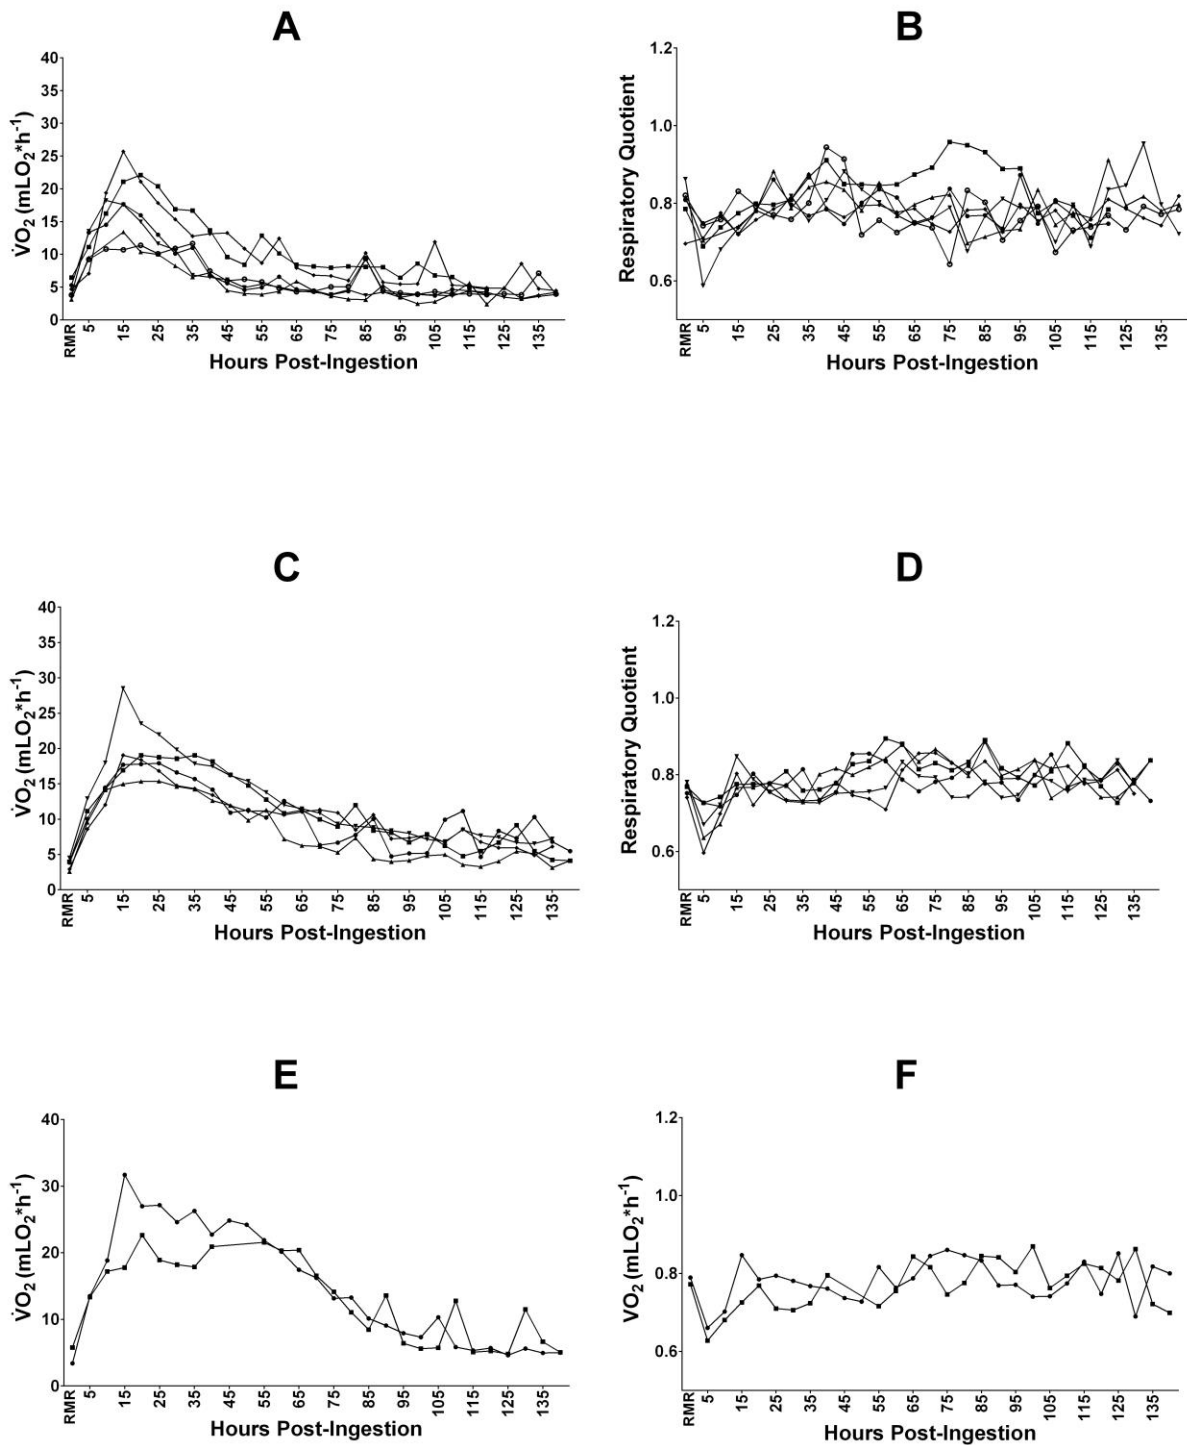 A
B
40
35
30
25
20
15
10
5
0
V̇O₂ (mLO₂*h⁻¹)
RMR 5 15 25 35 45 55 65 75 85 95 105 115 125 135
Hours Post-Ingestion
1.2
1.0
0.8
0.6
Respiratory Quotient
RMR 5 15 25 35 45 55 65 75 85 95 105 115 125 135
Hours Post-Ingestion
C
D
40
35
30
25
20
15
10
5
0
V̇O₂ (mLO₂*h⁻¹)
RMR 5 15 25 35 45 55 65 75 85 95 105 115 125 135
Hours Post-Ingestion
1.2
1.0
0.8
0.6
Respiratory Quotient
RMR 5 15 25 35 45 55 65 75 85 95 105 115 125 135
Hours Post-Ingestion
E
F
40
30
20
10
0
V̇O₂ (mLO₂*h⁻¹)
RMR 5 15 25 35 45 55 65 75 85 95 105 115 125 135
Hours Post-Ingestion
1.2
1.0
0.8
0.6
VO₂ (mLO₂*h⁻¹)
RMR 5 15 25 35 45 55 65 75 85 95 105 115 125 135
Hours Post-Ingestion